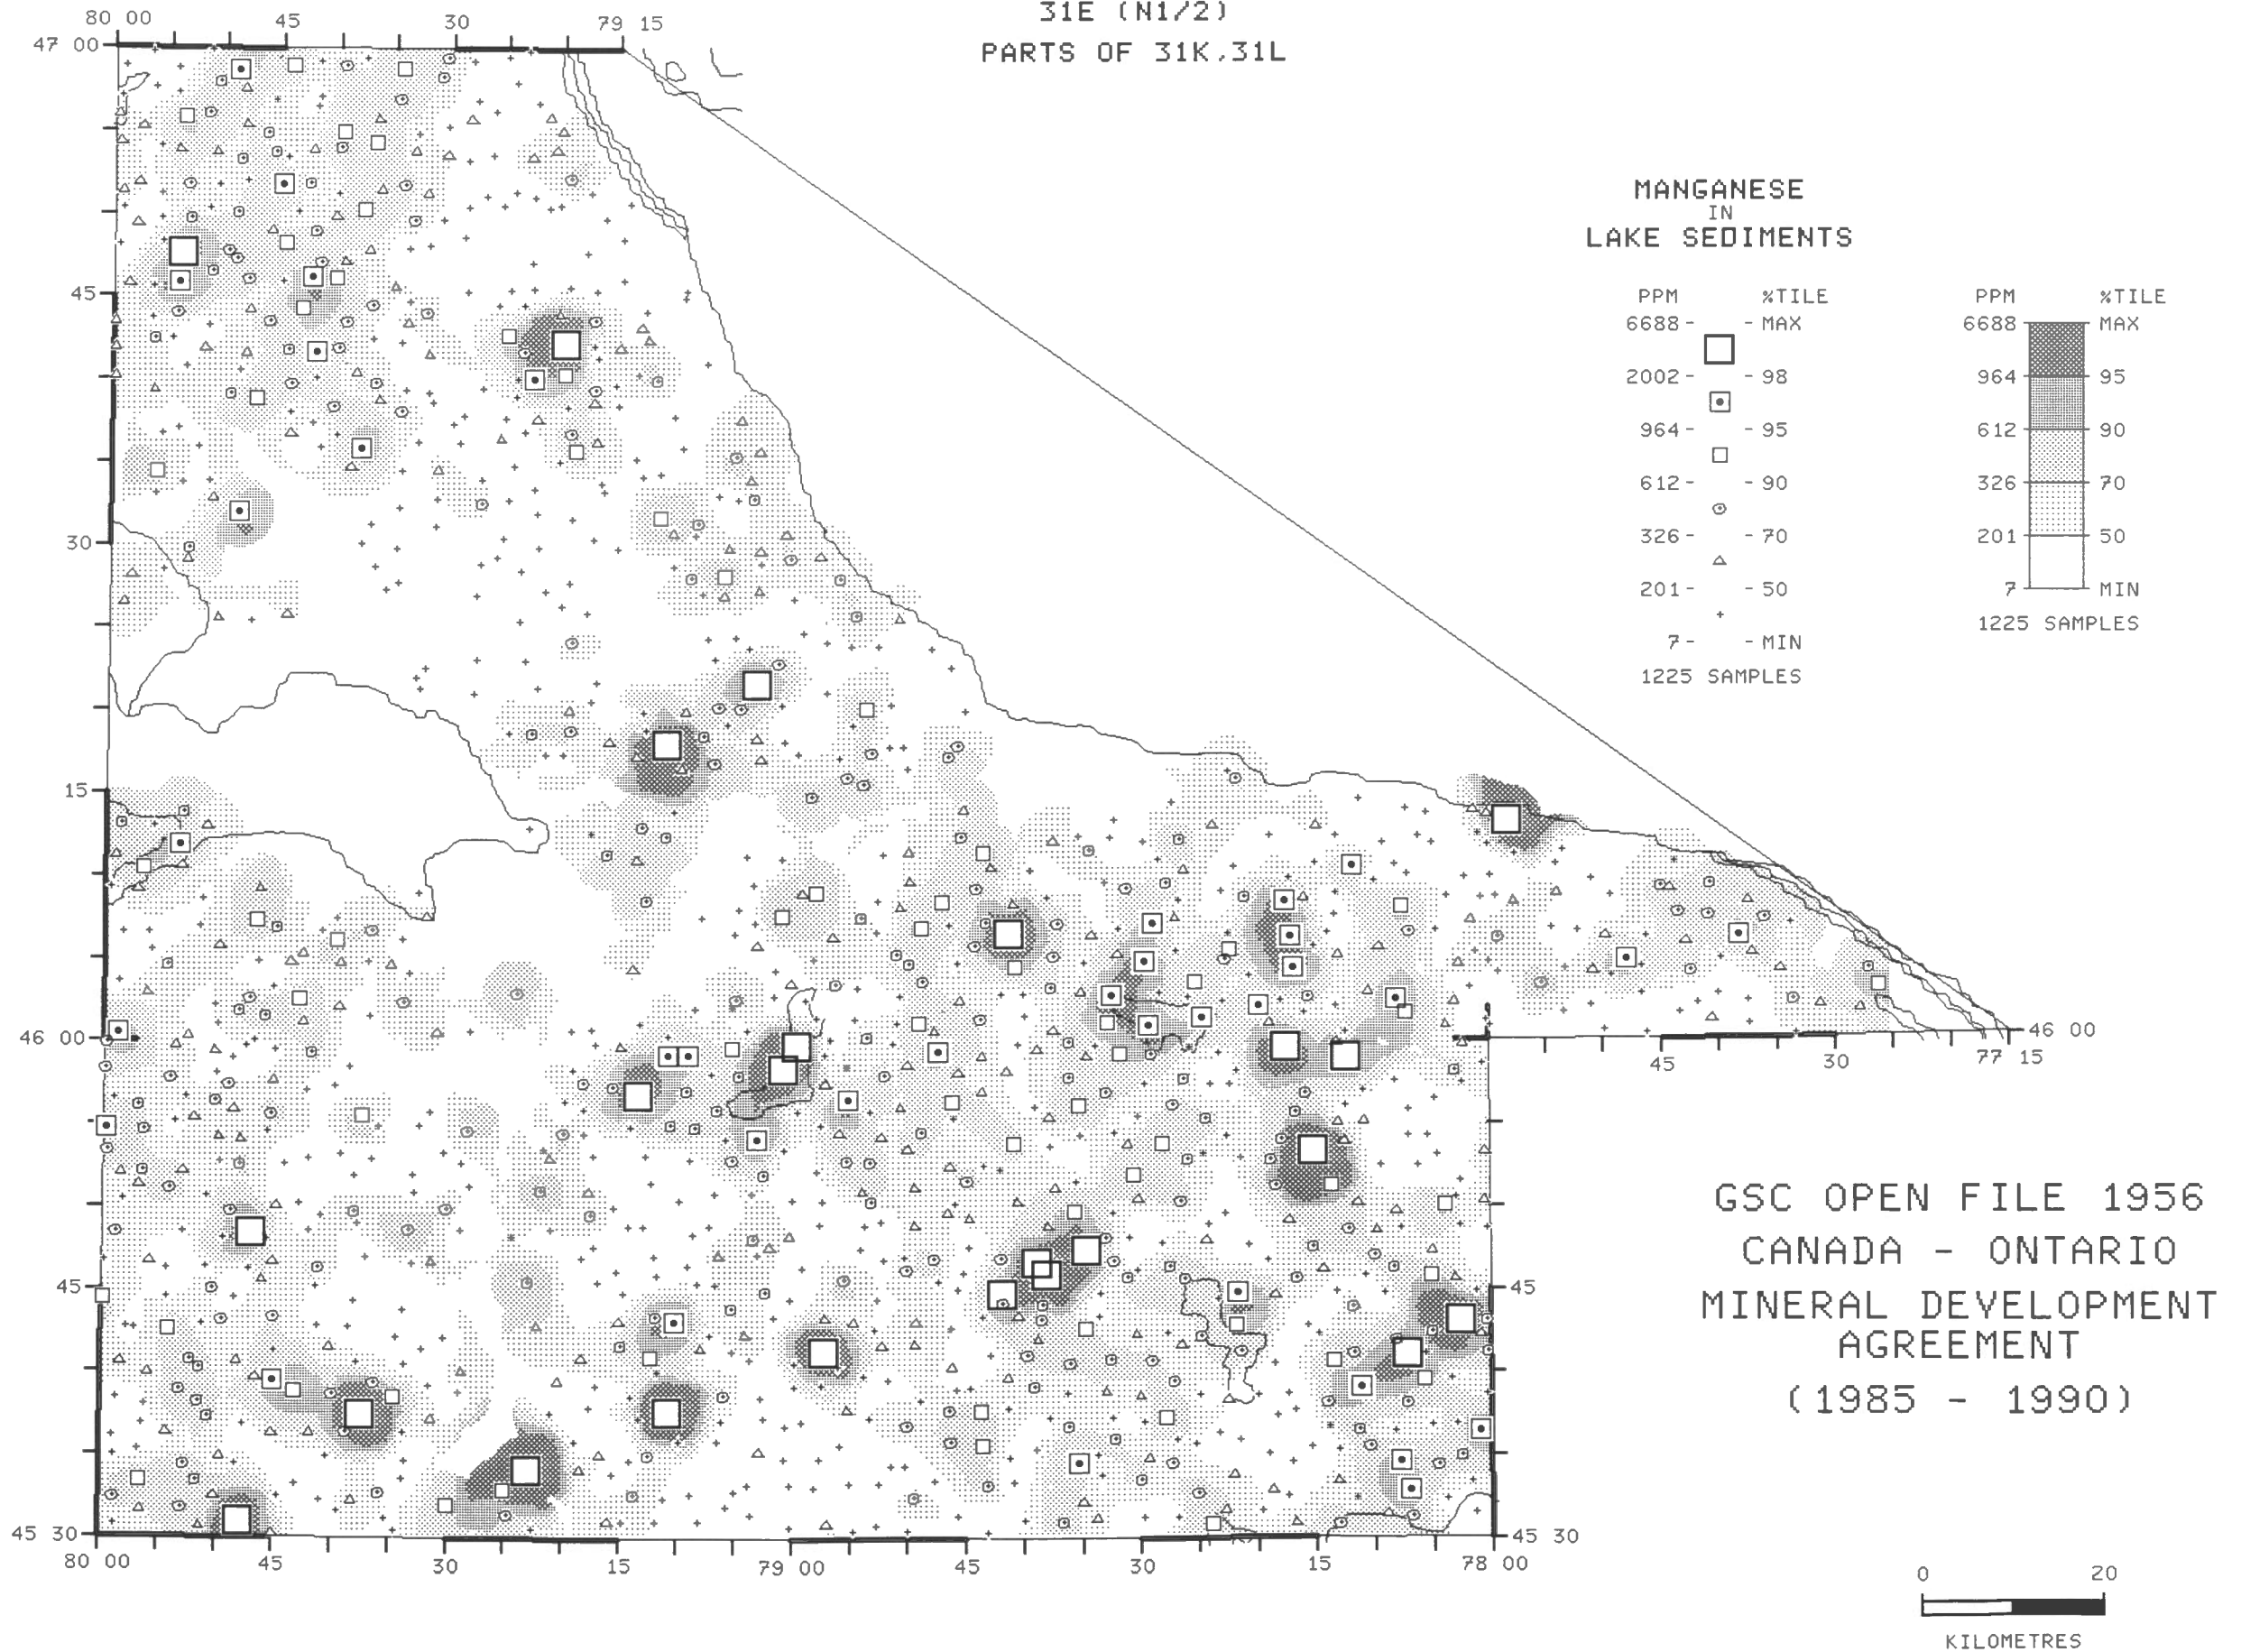 31E (N1/2)
PARTS OF 31K,31L
80 00 45 30 79 15
47 00
45
30
15
46 00
45
45 30
80 00 45 30 15 79 00 45 30 15 78 00
46 00
45 30 77 15
45
45 30
MANGANESE
IN
LAKE SEDIMENTS
PPM %TILE
6688 - - MAX
2002 - - 98
964 - - 95
612 - - 90
326 - - 70
201 - - 50
7 - - MIN
1225 SAMPLES
PPM %TILE
6688 MAX
964 95
612 90
326 70
201 50
7 MIN
1225 SAMPLES
GSC OPEN FILE 1956
CANADA - ONTARIO
MINERAL DEVELOPMENT
AGREEMENT
(1985 - 1990)
0 20
KILOMETRES